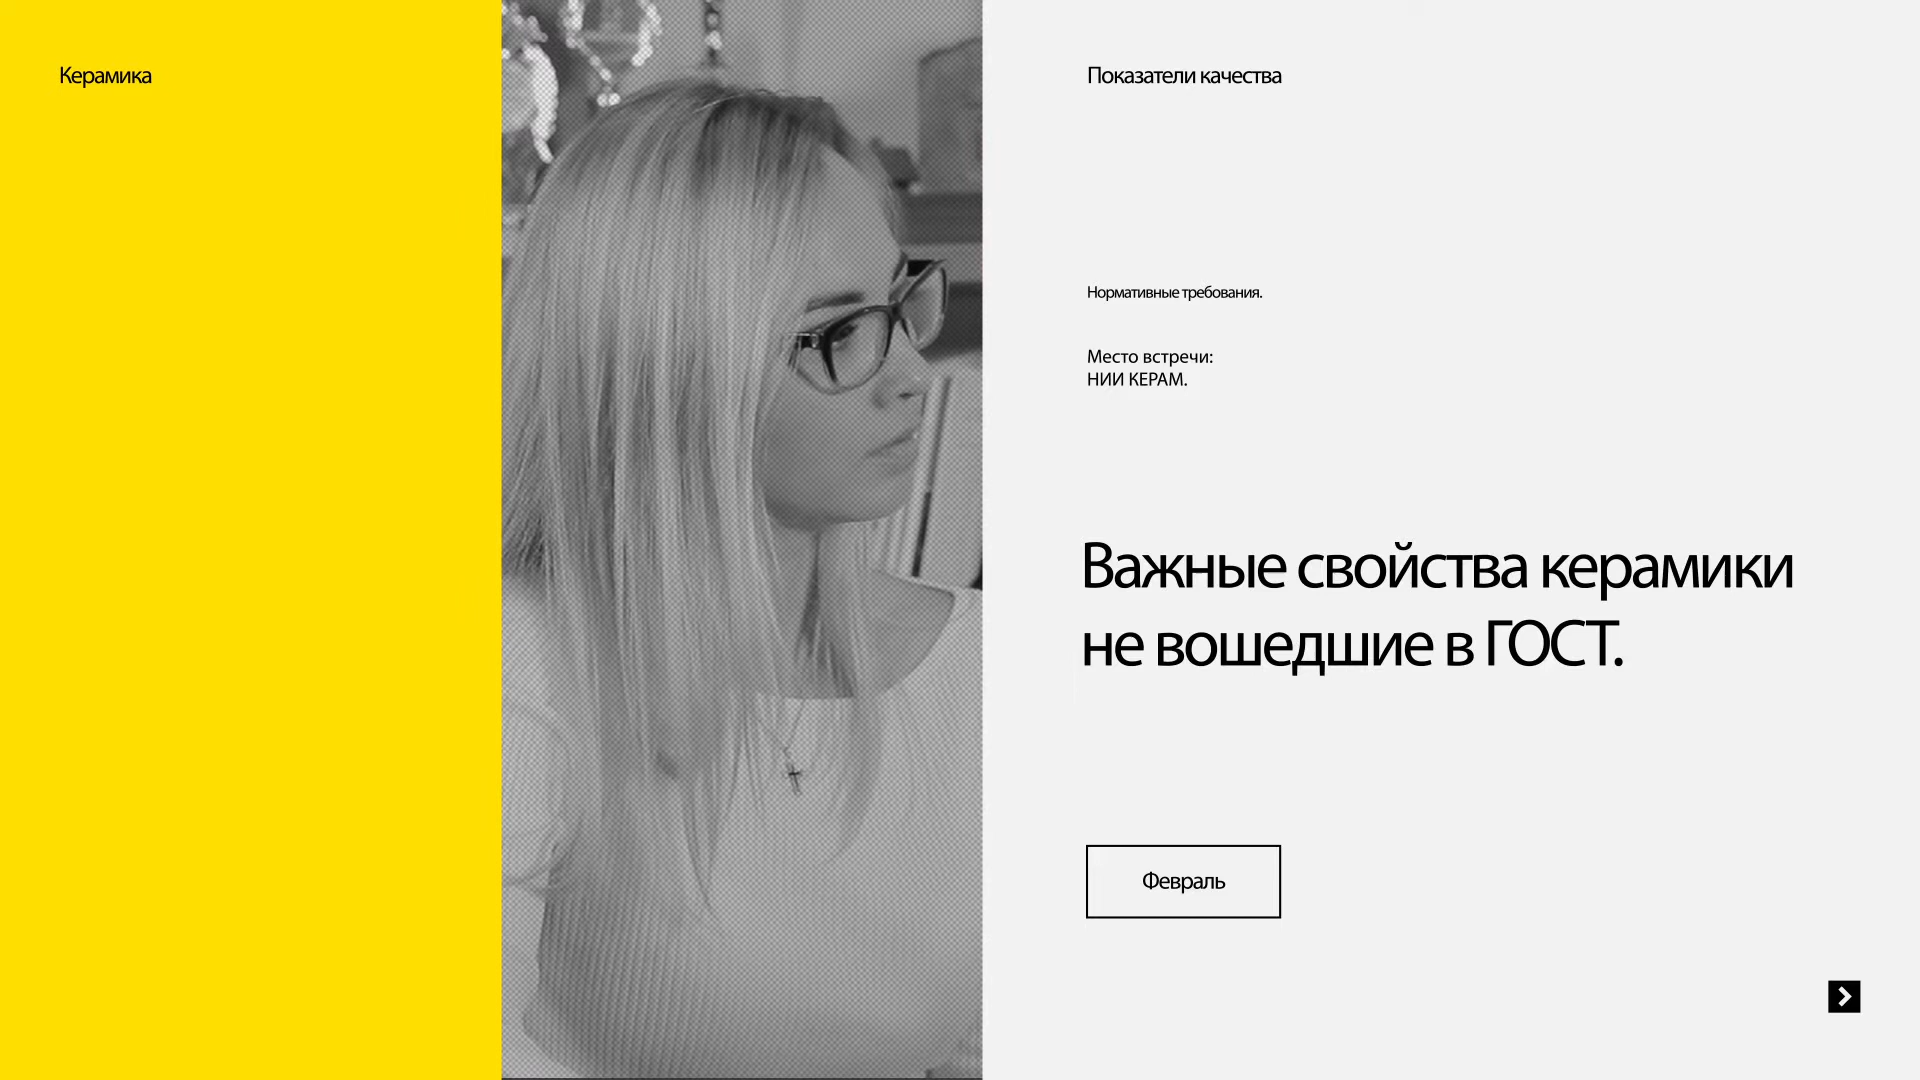 Керамика
Показатели качества
Нормативные требования.
Место встречи:
НИИ КЕРАМ.
Важные свойства керамики
не вошедшие в ГОСТ.
Февраль